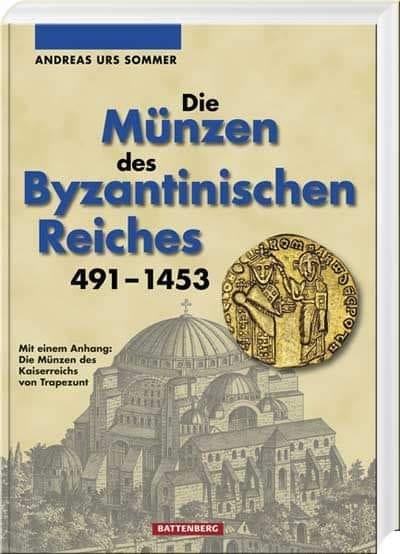 ANDREAS URS SOMMER
Die
Münzen
des
Byzantinischen
Reiches
491 – 1453
Mit einem Anhang:
Die Münzen des
Kaiserreichs
von Trapezunt
BATTENBERG